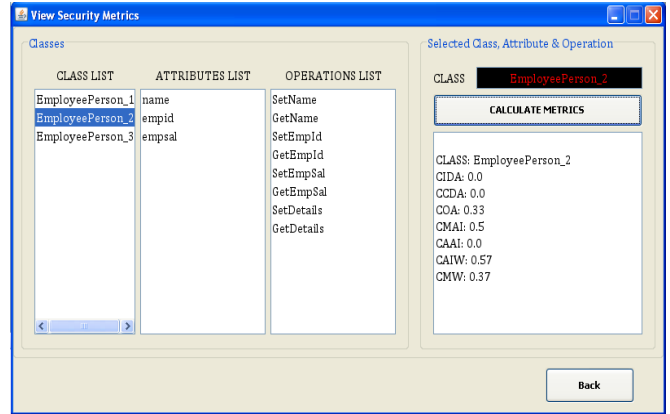 View Security Metrics
Classes
CLASS LIST
ATTRIBUTES LIST
OPERATIONS LIST
EmployeePerson_1
EmployeePerson_2
EmployeePerson_3
name
empid
empsal
SetName
GetName
SetEmpId
GetEmpId
SetEmpSal
GetEmpSal
SetDetails
GetDetails
Selected Class, Attribute & Operation
CLASS
EmployeePerson_2
CALCULATE METRICS
CLASS: EmployeePerson_2
CIDA: 0.0
CCDA: 0.0
COA: 0.33
CMAI: 0.5
CAAI: 0.0
CAIW: 0.57
CMW: 0.37
Back